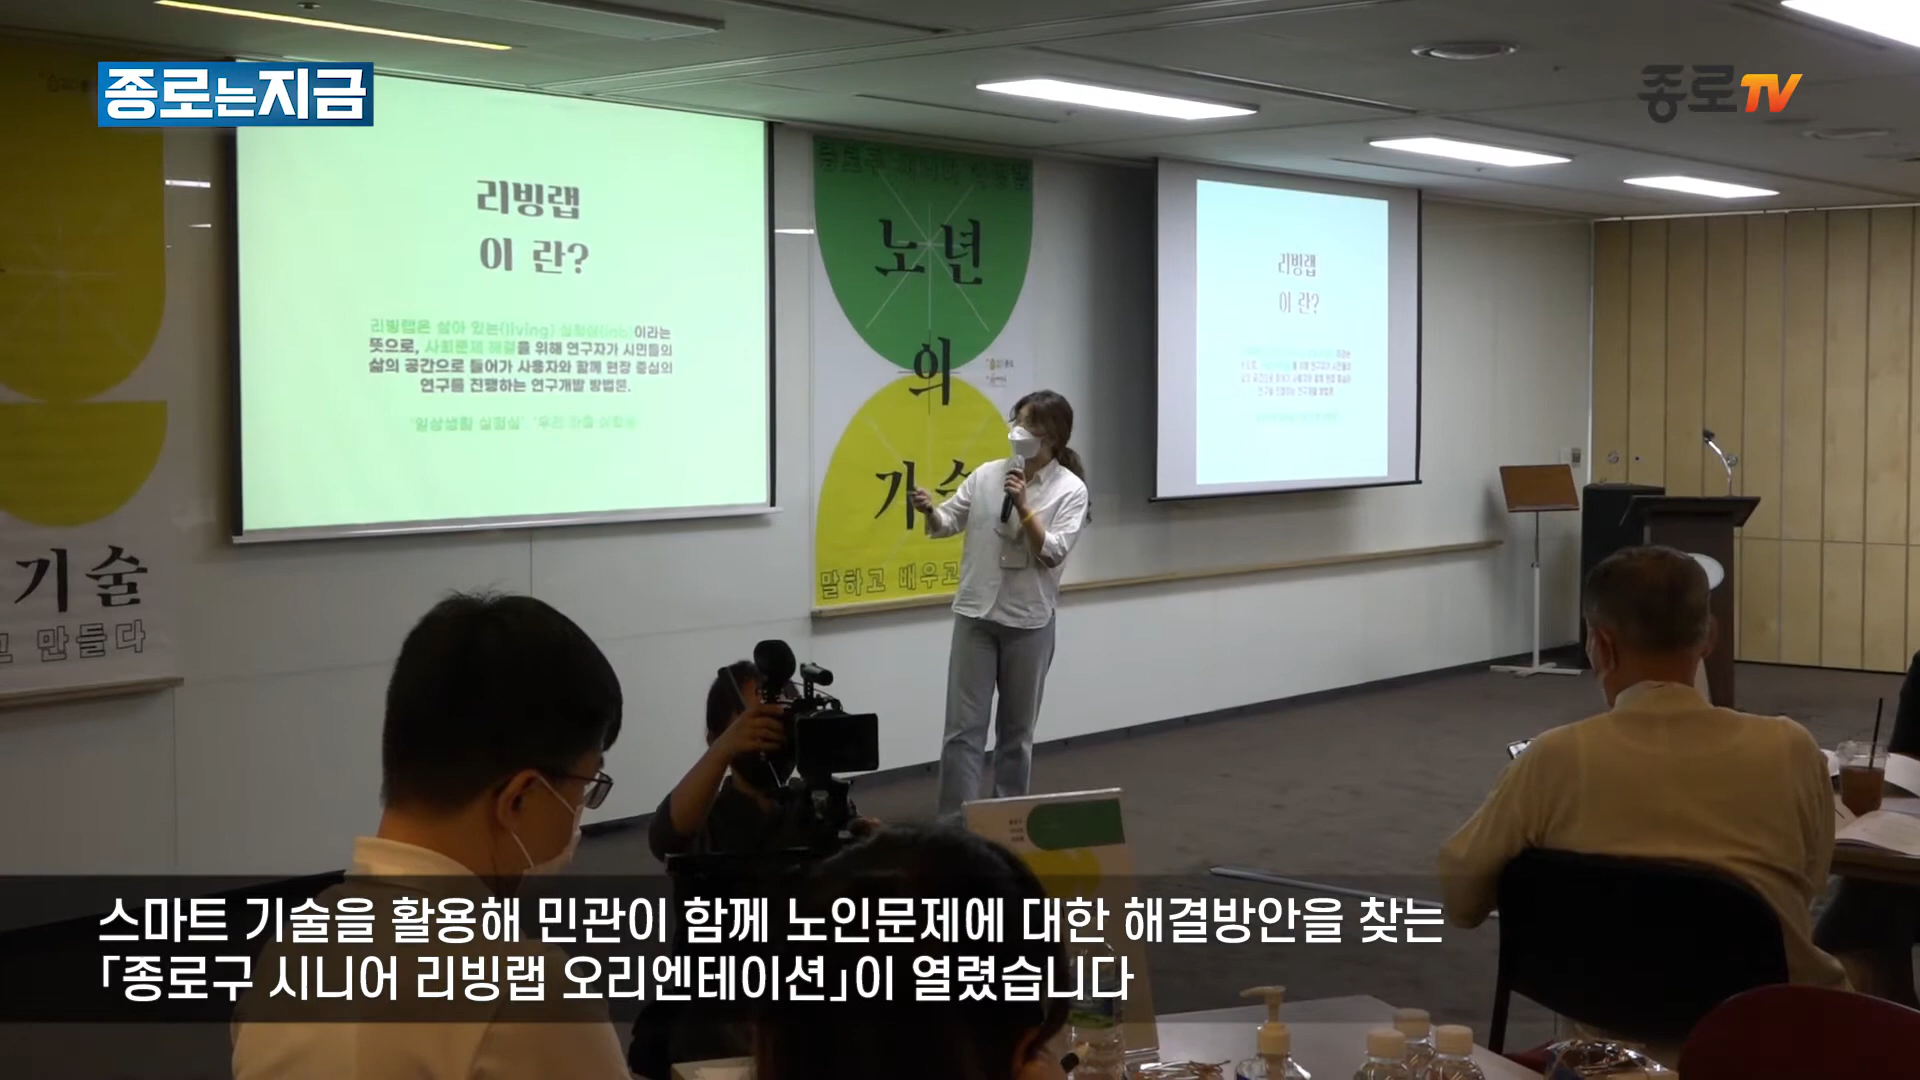 종로는지금
종로TV
리빙랩
이 란?
리빙랩은 살아 있는(living) 실험실(lab)이라는
뜻으로, 사회문제 해결을 위해 연구자가 시민들의
삶의 공간으로 들어가 사용자와 함께 현장 중심의
연구를 진행하는 연구개발 방법론.
'일상생활 실험실'
노년
의
기술
말하고 배우고
리빙랩
이 란?
기술
고 만들다
스마트 기술을 활용해 민관이 함께 노인문제에 대한 해결방안을 찾는
「종로구 시니어 리빙랩 오리엔테이션」이 열렸습니다